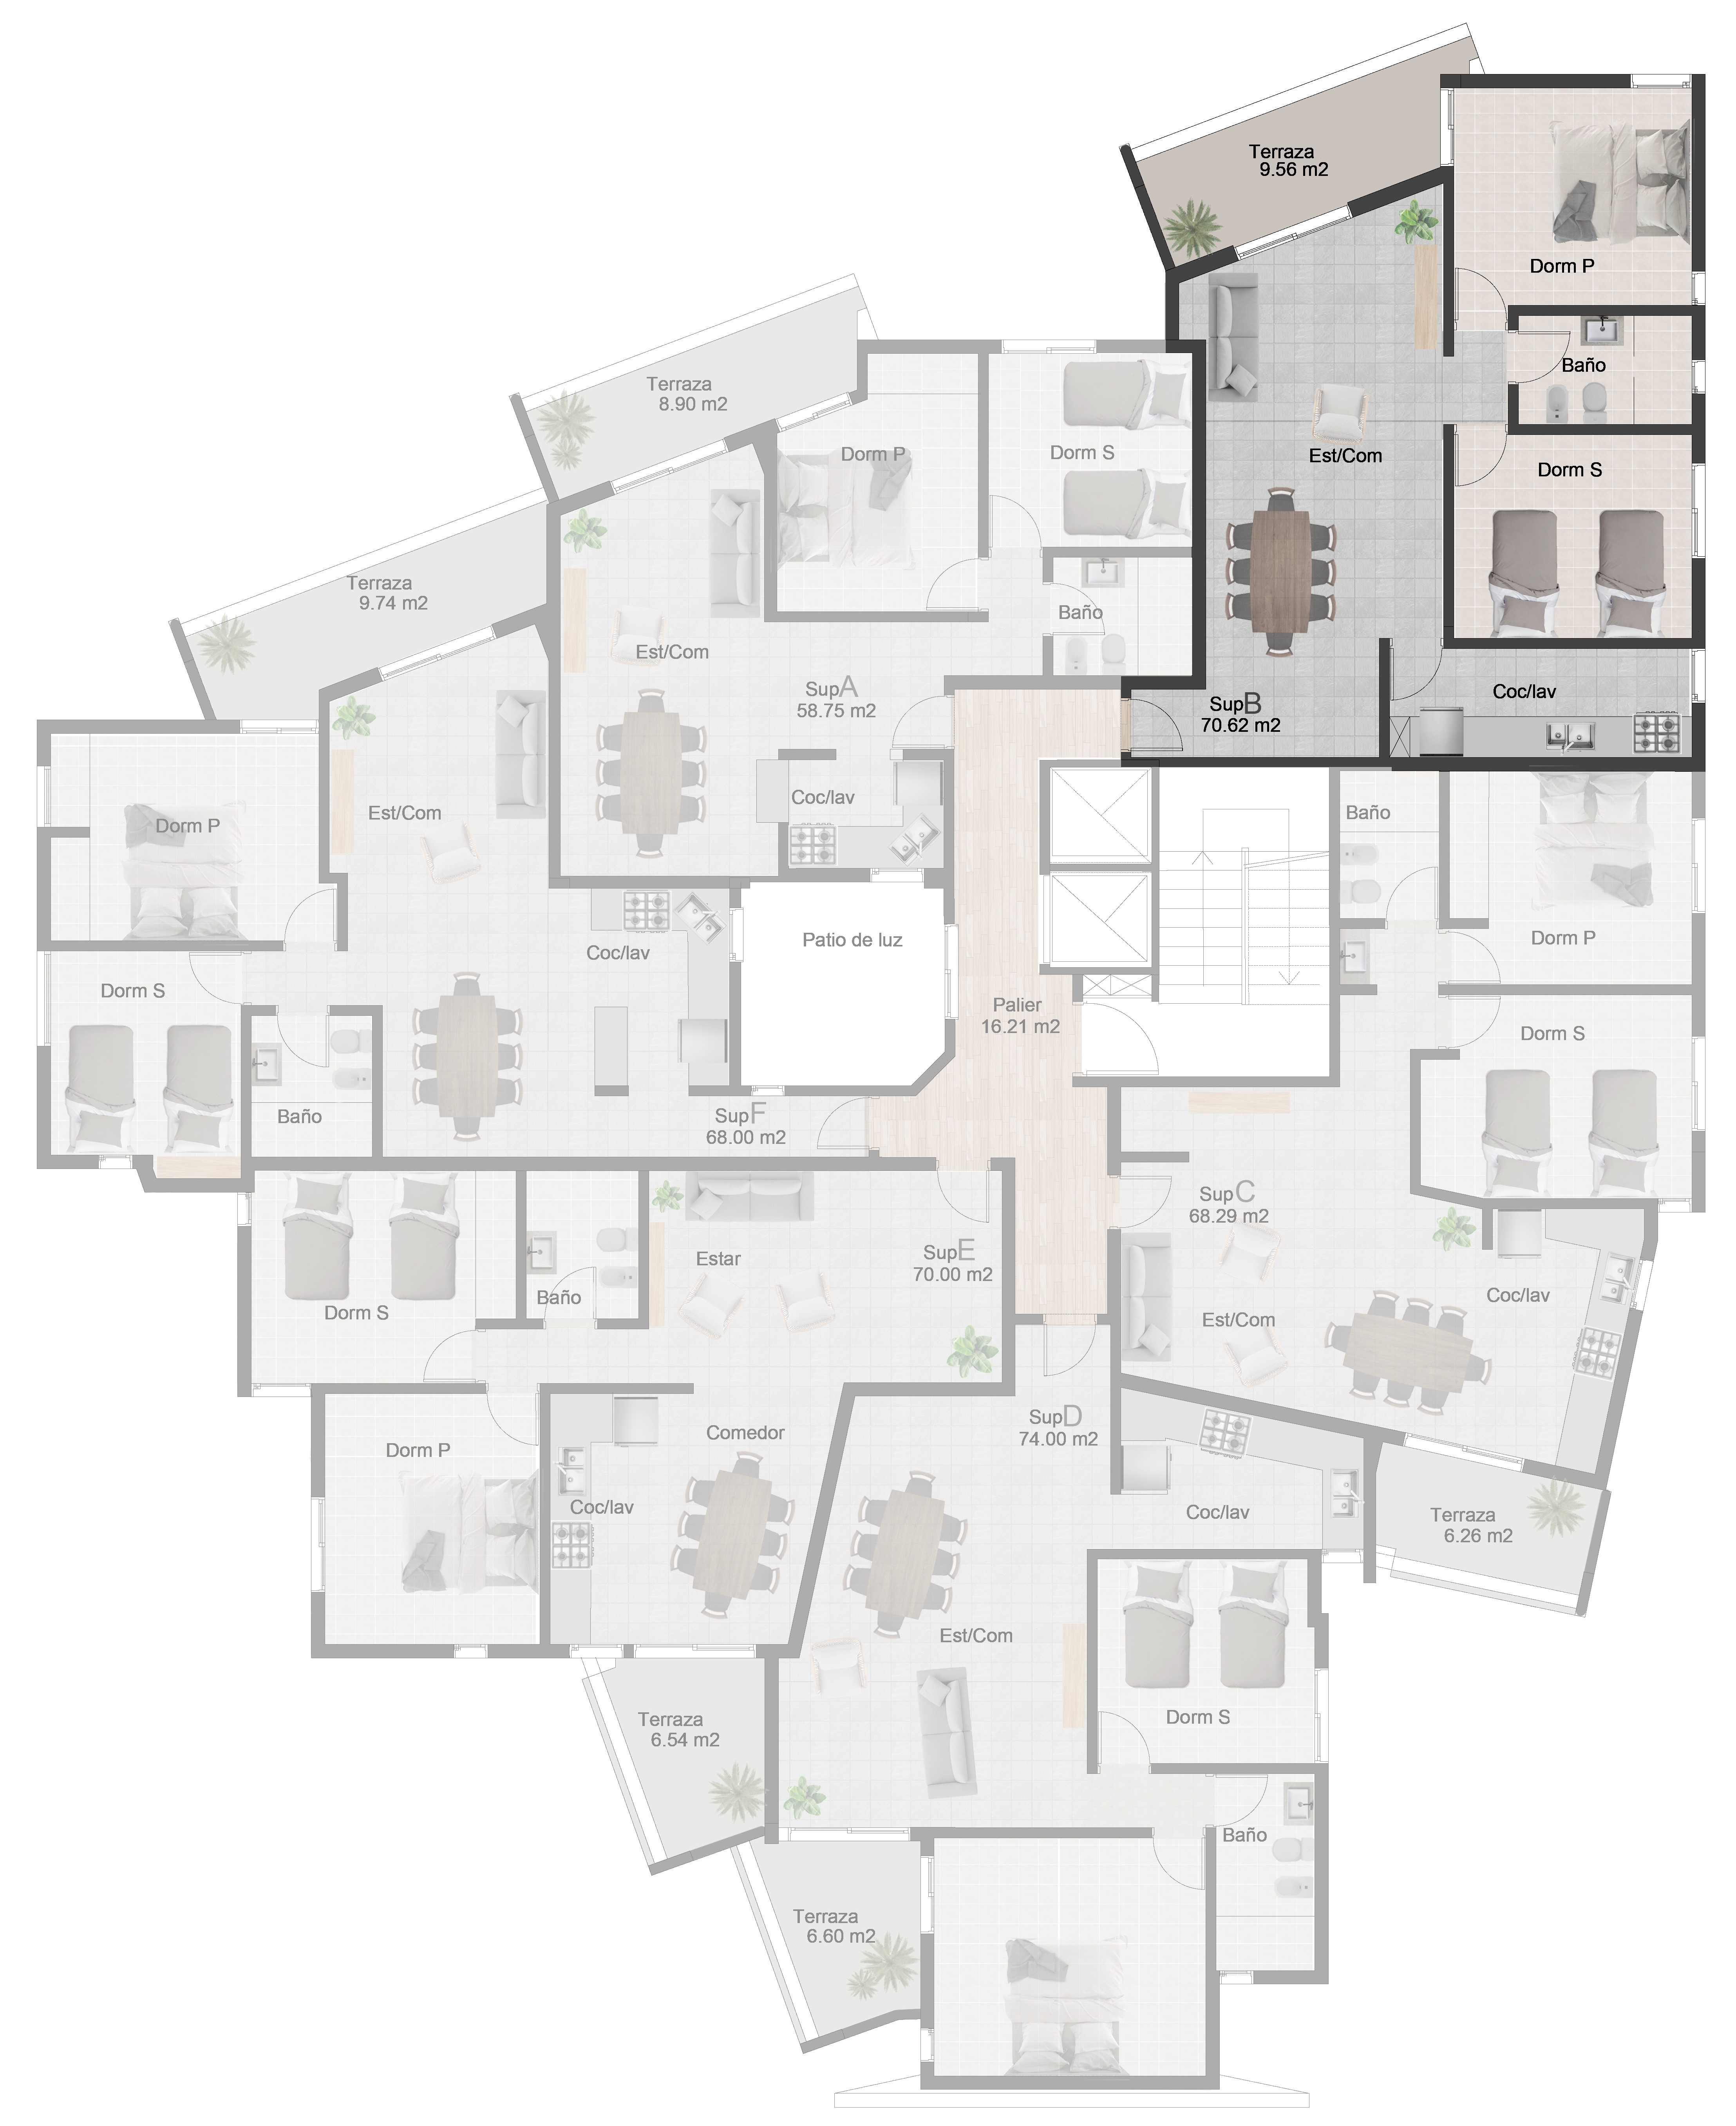 Terraza
9.56 m2
Dorm P
Baño
Est/Com
Dorm S
SupB
70.62 m2
Coc/lav
Terraza
8.90 m2
Dorm P
Dorm S
Baño
Est/Com
SupA
58.75 m2
Coc/lav
Terraza
9.74 m2
Dorm P
Est/Com
Dorm S
Coc/lav
Baño
SupF
68.00 m2
Patio de luz
Palier
16.21 m2
Baño
Dorm P
Dorm S
SupC
68.29 m2
Est/Com
Coc/lav
Terraza
6.26 m2
Estar
SupE
70.00 m2
Dorm S
Baño
Dorm P
Comedor
Coc/lav
Terraza
6.54 m2
SupD
74.00 m2
Coc/lav
Est/Com
Dorm S
Baño
Terraza
6.60 m2